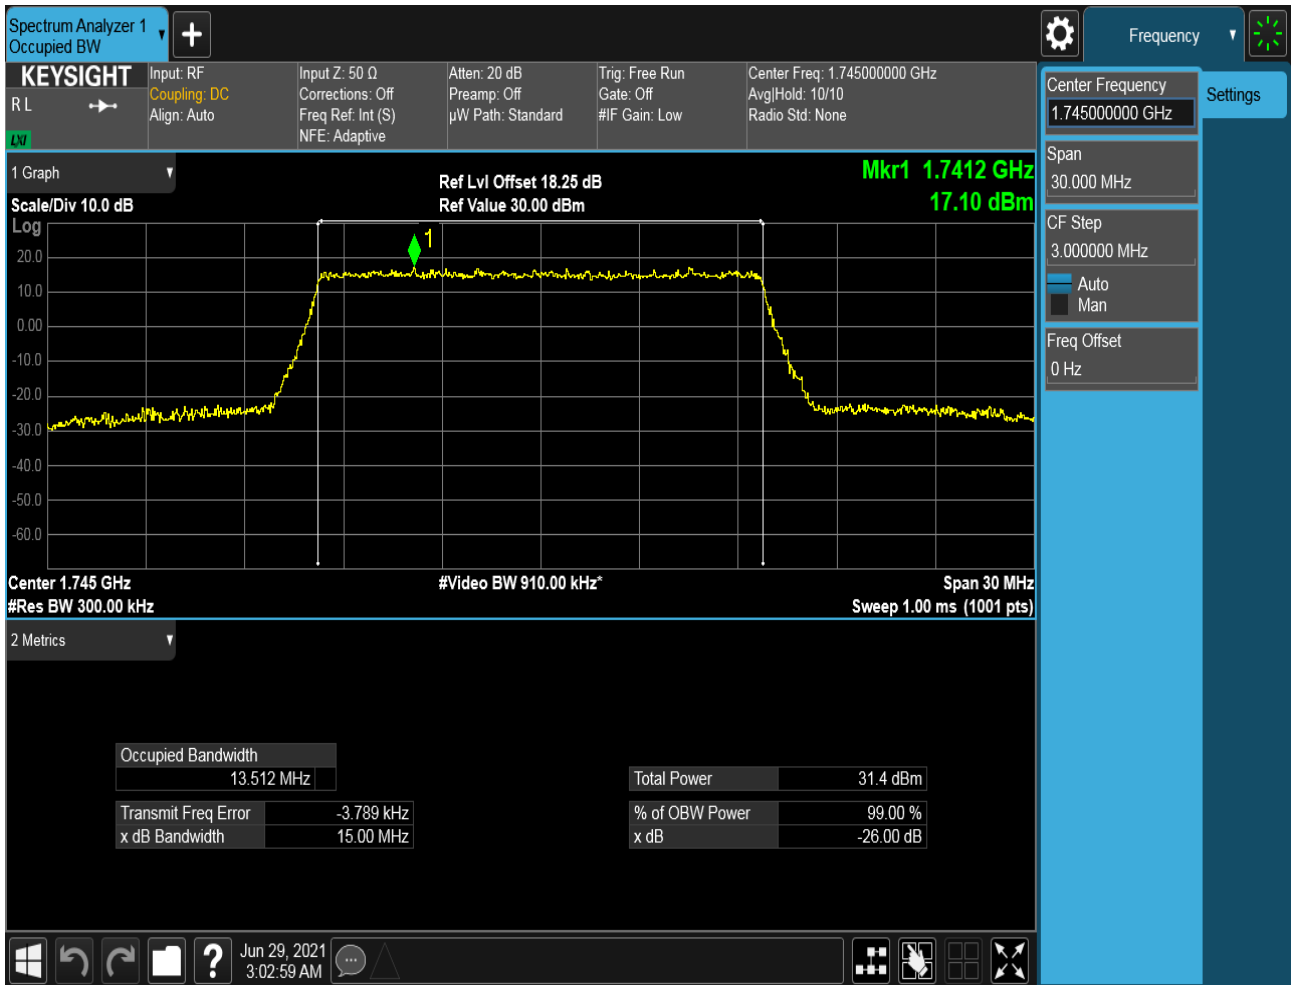 Spectrum Analyzer 1
Occupied BW
+
Frequency
KEYSIGHT
R L
LXI
Input: RF
Coupling: DC
Align: Auto
Input Z: 50 Ω
Corrections: Off
Freq Ref: Int (S)
NFE: Adaptive
Atten: 20 dB
Preamp: Off
µW Path: Standard
Trig: Free Run
Gate: Off
#IF Gain: Low
Center Freq: 1.745000000 GHz
Avg|Hold: 10/10
Radio Std: None
Center Frequency
1.745000000 GHz
Settings
Span
30.000 MHz
CF Step
3.000000 MHz
Auto
Man
Freq Offset
0 Hz
1 Graph
Scale/Div 10.0 dB
Log
Ref Lvl Offset 18.25 dB
Ref Value 30.00 dBm
Mkr1 1.7412 GHz
17.10 dBm
1
20.0
10.0
0.00
-10.0
-20.0
-30.0
-40.0
-50.0
-60.0
Center 1.745 GHz
#Res BW 300.00 kHz
#Video BW 910.00 kHz*
Span 30 MHz
Sweep 1.00 ms (1001 pts)
2 Metrics
Occupied Bandwidth
13.512 MHz
Transmit Freq Error -3.789 kHz
x dB Bandwidth 15.00 MHz
Total Power 31.4 dBm
% of OBW Power 99.00 %
x dB -26.00 dB
?
Jun 29, 2021
3:02:59 AM